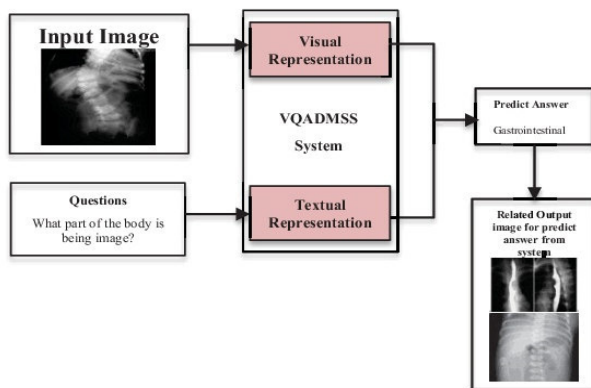 Input Image
Questions
What part of the body is
being image?
Visual
Representation
VQADMSS
System
Textual
Representation
Predict Answer
Gastrointestinal
Related Output
image for predict
answer from
system